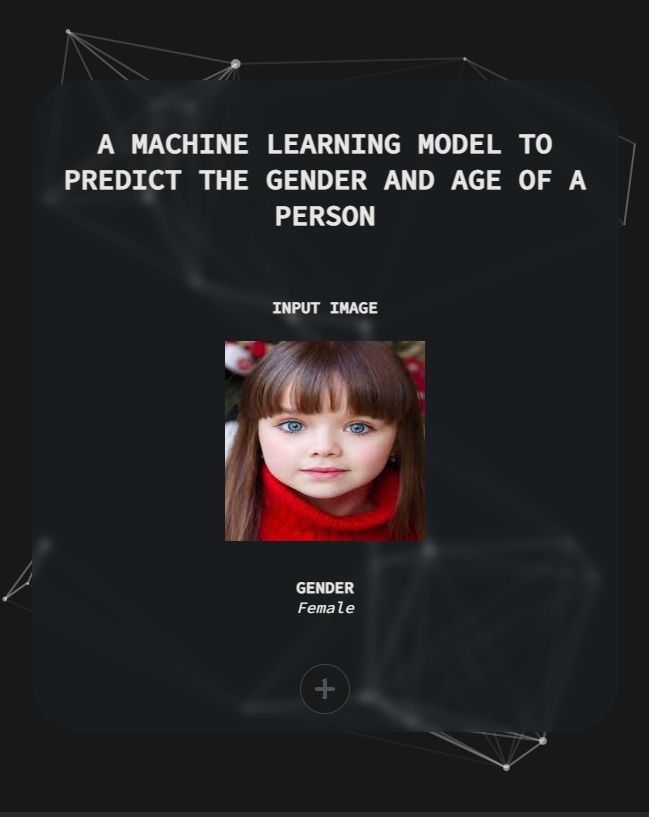 A MACHINE LEARNING MODEL TO
PREDICT THE GENDER AND AGE OF A
PERSON
INPUT IMAGE
GENDER
Female